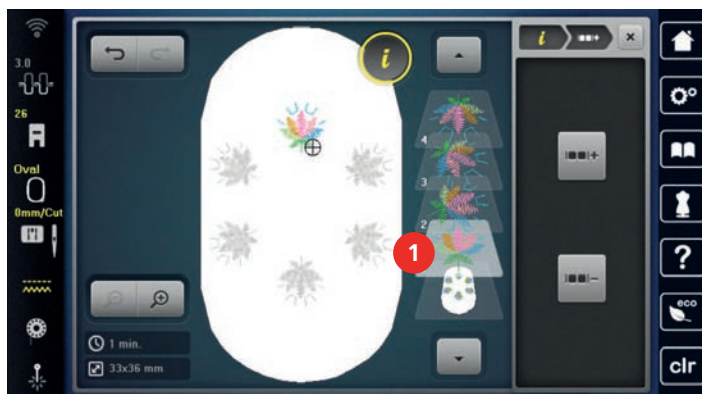 3.0
26
Oval
0mm/Cut
i
1 min.
33x36 mm
4
3
2
1
i
+
×
+
–
?
eco
clr